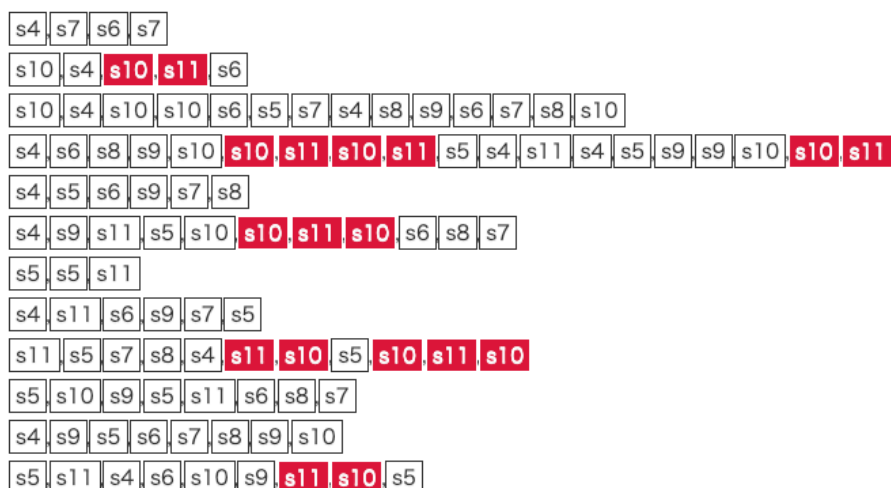 s4,s7,s6,s7
s10,s4,s10,s11,s6
s10,s4,s10,s10,s6,s5,s7,s4,s8,s9,s6,s7,s8,s10
s4,s6,s8,s9,s10,s10,s11,s10,s11,s5,s4,s11,s4,s5,s9,s9,s10,s10,s11
s4,s5,s6,s9,s7,s8
s4,s9,s11,s5,s10,s10,s11,s10,s6,s8,s7
s5,s5,s11
s4,s11,s6,s9,s7,s5
s11,s5,s7,s8,s4,s11,s10,s5,s10,s11,s10
s5,s10,s9,s5,s11,s6,s8,s7
s4,s9,s5,s6,s7,s8,s9,s10
s5,s11,s4,s6,s10,s9,s11,s10,s5